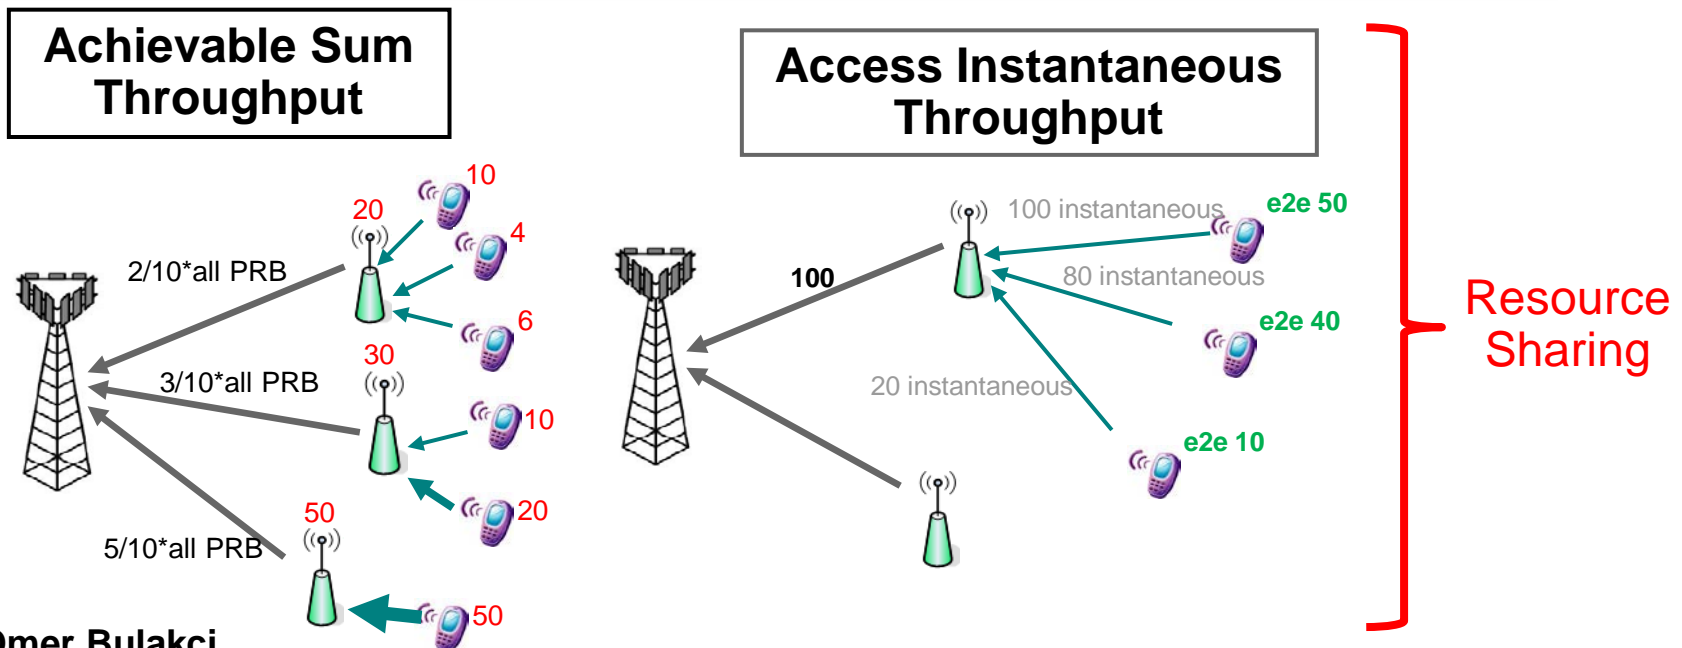 Achievable Sum
Throughput
Access Instantaneous
Throughput
10
20
4
2/10*all PRB
6
30
3/10*all PRB
10
20
50
5/10*all PRB
50
100 instantaneous
e2e 50
80 instantaneous
100
e2e 40
20 instantaneous
e2e 10
Resource
Sharing
mer Bulakci